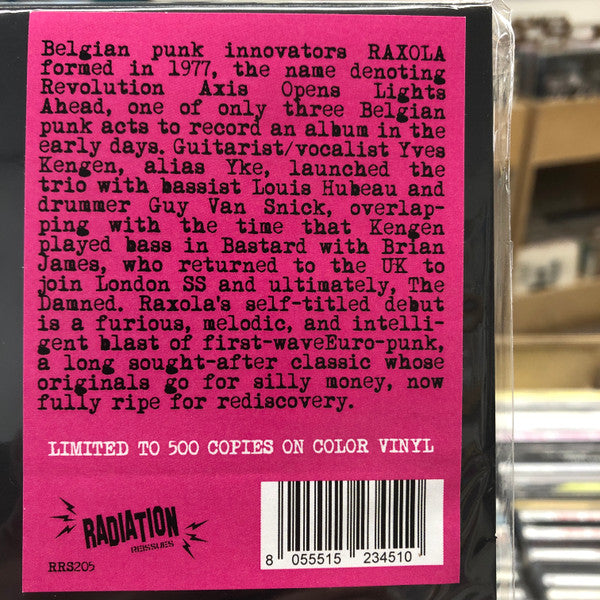 Belgian punk innovators RAXOLA
formed in 1977, the name denoting
Revolution Axis Opens Lights
Ahead, one of only three Belgian
punk acts to record an album in the
early days. Guitarist/vocalist Yves
Kengen, alias Yke, launched the
trio with bassist Louis Hubeau and
drummer Guy Van Snick, overlap-
ping with the time that Kengen
played bass in Bastard with Brian
James, who returned to the UK to
join London SS and ultimately, The
Damned. Raxola's self-titled debut
is a furious, melodic, and intelli-
gent blast of first-waveEuro-punk,
a long sought-after classic whose
originals go for silly money, now
fully ripe for rediscovery.
LIMITED TO 500 COPIES ON COLOR VINYL
RADIATION
REISSUES
RRS205
8 055515 234510